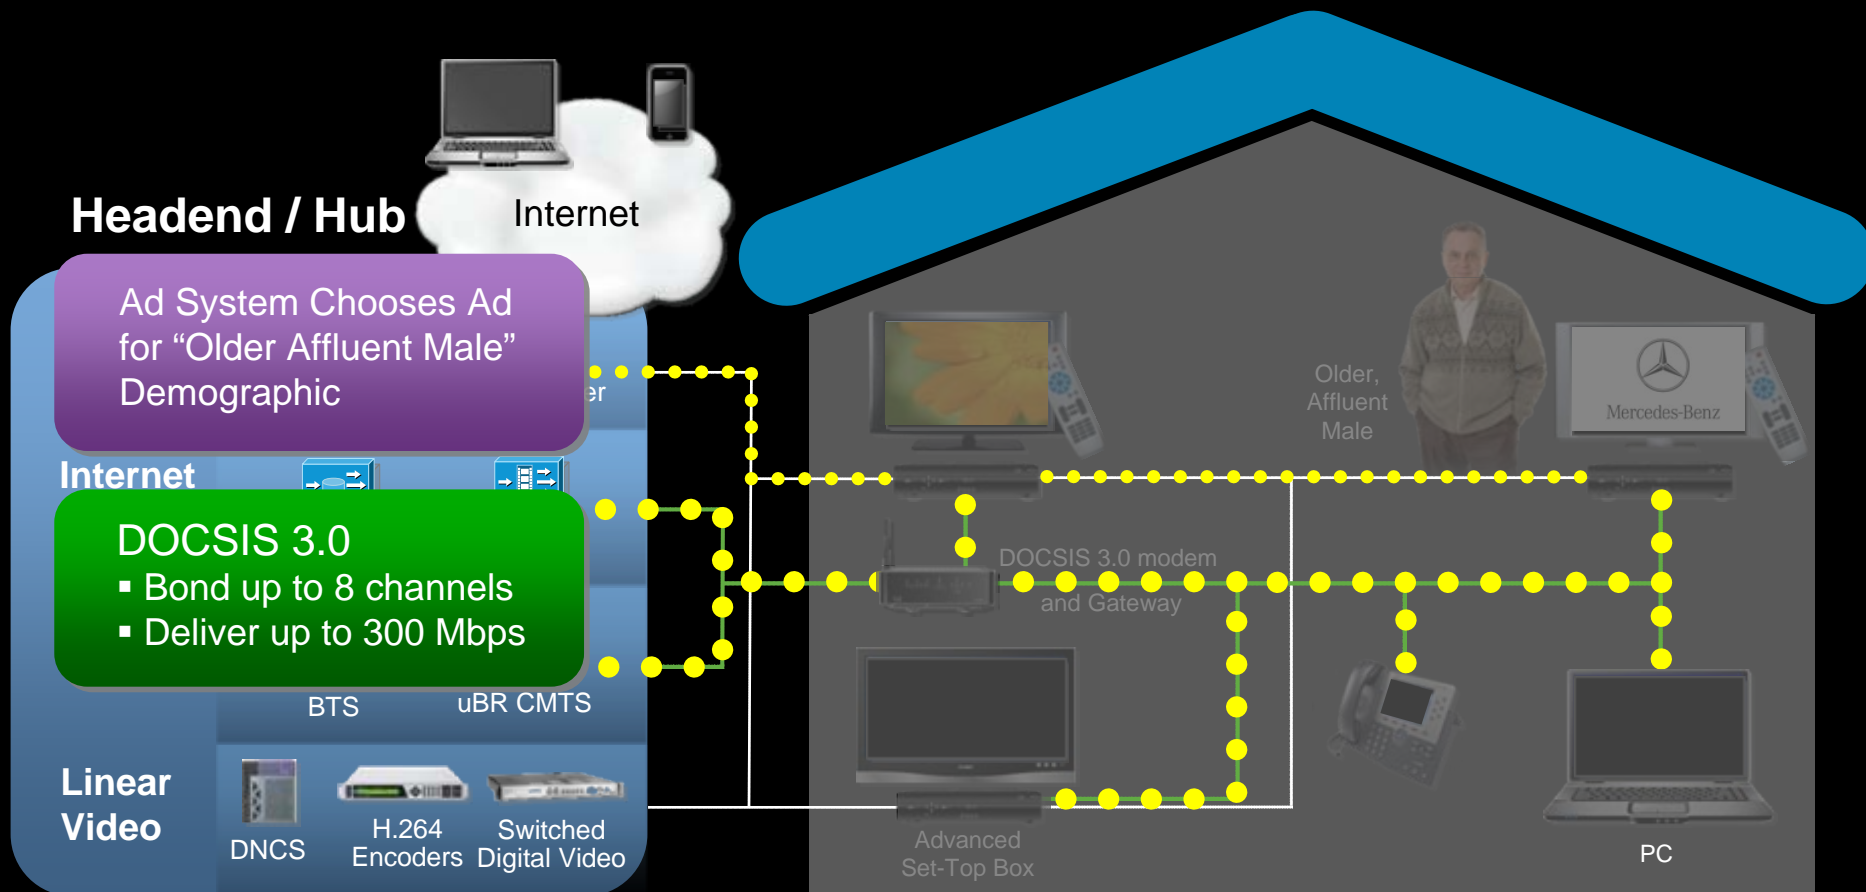 Headend / Hub
Internet
Ad System Chooses Ad
for “Older Affluent Male”
Demographic
er
Internet
DOCSIS 3.0
▪ Bond up to 8 channels
▪ Deliver up to 300 Mbps
BTS
uBR CMTS
Linear
Video
DNCS
H.264
Encoders
Switched
Digital Video
Older,
Affluent
Male
Mercedes-Benz
DOCSIS 3.0 modem
and Gateway
Advanced
Set-Top Box
PC